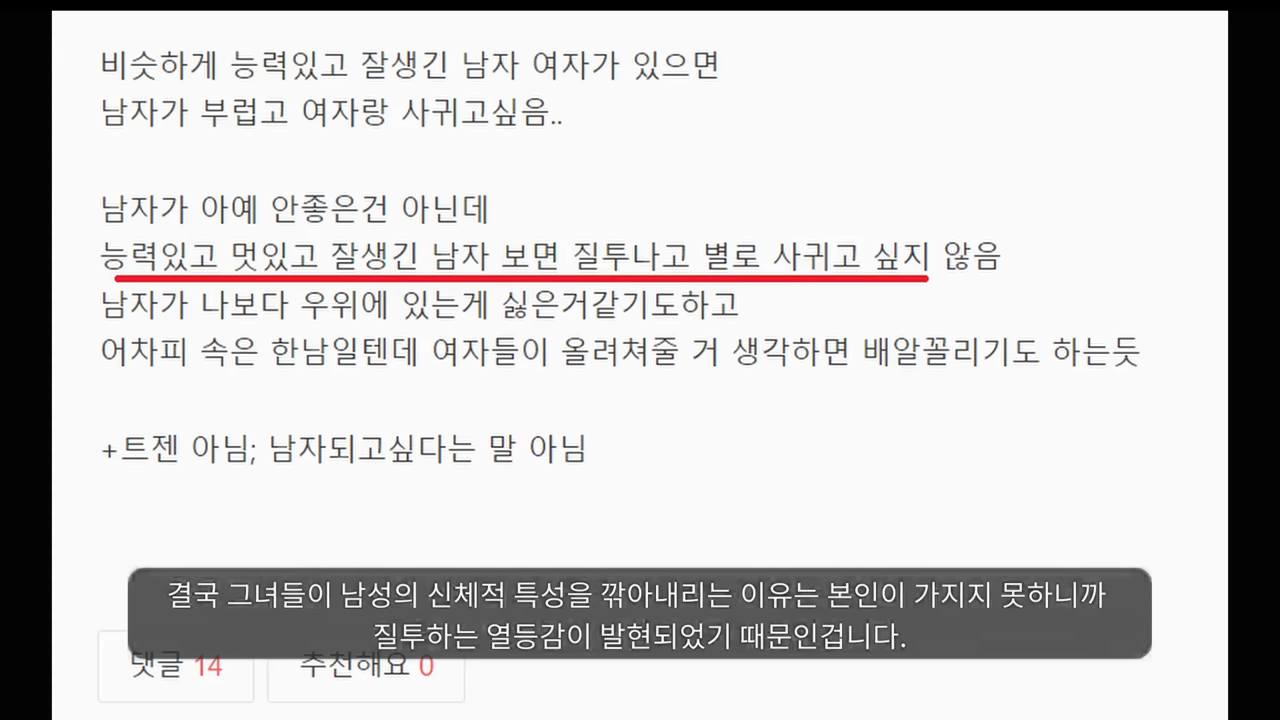 비슷하게 능력있고 잘생긴 남자 여자가 있으면
남자가 부럽고 여자랑 사귀고싶음..
남자가 아예 안좋은건 아닌데
능력있고 멋있고 잘생긴 남자 보면 질투나고 별로 사귀고 싶지 않음
남자가 나보다 우위에 있는게 싫은거같기도하고
어차피 속은 한남일텐데 여자들이 올려쳐줄 거 생각하면 배알꼴리기도 하는듯
+트젠 아님; 남자되고싶다는 말 아님
결국 그녀들이 남성의 신체적 특성을 깎아내리는 이유는 본인이 가지지 못하니까
질투하는 열등감이 발현되었기 때문인겁니다.
댓글 14 추천해요 0